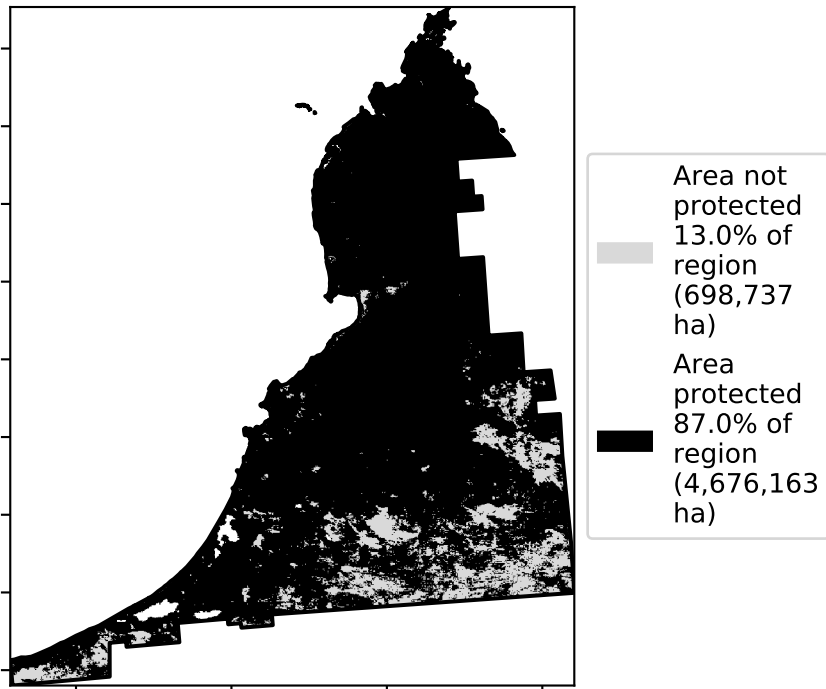 Area not
protected
13.0% of
region
(698,737
ha)
Area
protected
87.0% of
region
(4,676,163
ha)